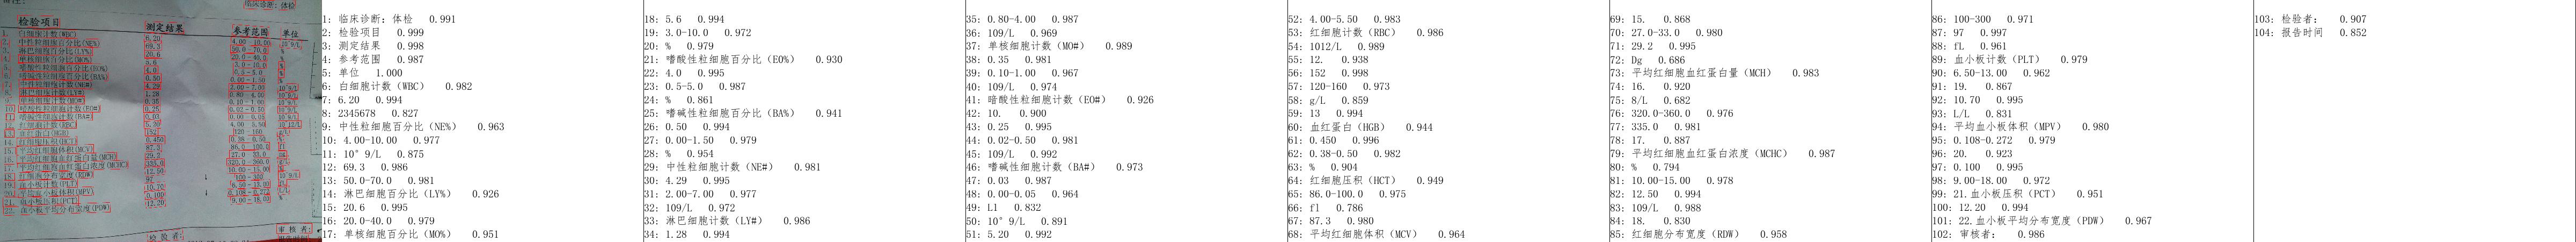 1: 临床诊断: 体检 0.991
2: 检验项目 0.999
3: 测定结果 0.998
4: 参考范围 0.987
5: 单位 1.000
6: 白细胞计数 (WBC) 0.982
7: 6.20 0.994
8: 2345678 0.827
9: 中性粒细胞百分比 (NE%) 0.963
10: 4.00-10.00 0.977
11: 10° 9/L 0.875
12: 69.3 0.986
13: 50.0-70.0 0.981
14: 淋巴细胞百分比 (LY%) 0.926
15: 20.6 0.995
16: 20.0-40.0 0.979
17: 单核细胞百分比 (MO%) 0.951
18: 5.6 0.994
19: 3.0-10.0 0.972
20: % 0.979
21: 嗜酸性粒细胞百分比 (E0%) 0.930
22: 4.0 0.995
23: 0.5-5.0 0.987
24: % 0.861
25: 嗜碱性粒细胞百分比 (BA%) 0.941
26: 0.50 0.994
27: 0.00-1.50 0.979
28: % 0.954
29: 中性粒细胞计数 (NE#) 0.981
30: 4.29 0.995
31: 2.00-7.00 0.977
32: 109/L 0.972
33: 淋巴细胞计数 (LY#) 0.986
34: 1.28 0.994
35: 0.80-4.00 0.987
36: 109/L 0.969
37: 单核细胞计数 (MO#) 0.989
38: 0.35 0.981
39: 0.10-1.00 0.967
40: 109/L 0.974
41: 暗酸性粒细胞计数 (EO#) 0.926
42: 10. 0.900
43: 0.25 0.995
44: 0.02-0.50 0.981
45: 109/L 0.992
46: 嗜碱性细胞计数 (BA#) 0.973
47: 0.03 0.987
48: 0.00-0.05 0.964
49: L1 0.832
50: 10° 9/L 0.891
51: 5.20 0.992
52: 4.00-5.50 0.983
53: 红细胞计数 (RBC) 0.986
54: 1012/L 0.989
55: 12. 0.938
56: 152 0.998
57: 120-160 0.973
58: g/L 0.859
59: 13 0.994
60: 血红蛋白 (HGB) 0.944
61: 0.450 0.996
62: 0.38-0.50 0.982
63: % 0.904
64: 红细胞压积 (HCT) 0.949
65: 86.0-100.0 0.975
66: f1 0.786
67: 87.3 0.980
68: 平均红细胞体积 (MCV) 0.964
69: 15. 0.868
70: 27.0-33.0 0.980
71: 29.2 0.995
72: Dg 0.686
73: 平均红细胞血红蛋白量 (MCH) 0.983
74: 16. 0.920
75: 8/L 0.682
76: 320.0-360.0 0.976
77: 335.0 0.981
78: 17. 0.887
79: 平均红细胞血红蛋白浓度 (MCHC) 0.987
80: % 0.794
81: 10.00-15.00 0.978
82: 12.50 0.994
83: 109/L 0.988
84: 18. 0.830
85: 红细胞分布宽度 (RDW) 0.958
86: 100-300 0.971
87: 97 0.997
88: fL 0.961
89: 血小板计数 (PLT) 0.979
90: 6.50-13.00 0.962
91: 19. 0.867
92: 10.70 0.995
93: L/L 0.831
94: 平均血小板体积 (MPV) 0.980
95: 0.108-0.272 0.979
96: 20. 0.923
97: 0.100 0.995
98: 9.00-18.00 0.972
99: 21.血小板压积 (PCT) 0.951
100: 12.20 0.994
101: 22.血小板平均分布宽度 (PDW) 0.967
102: 审核者: 0.986
103: 检验者: 0.907
104: 报告时间 0.852